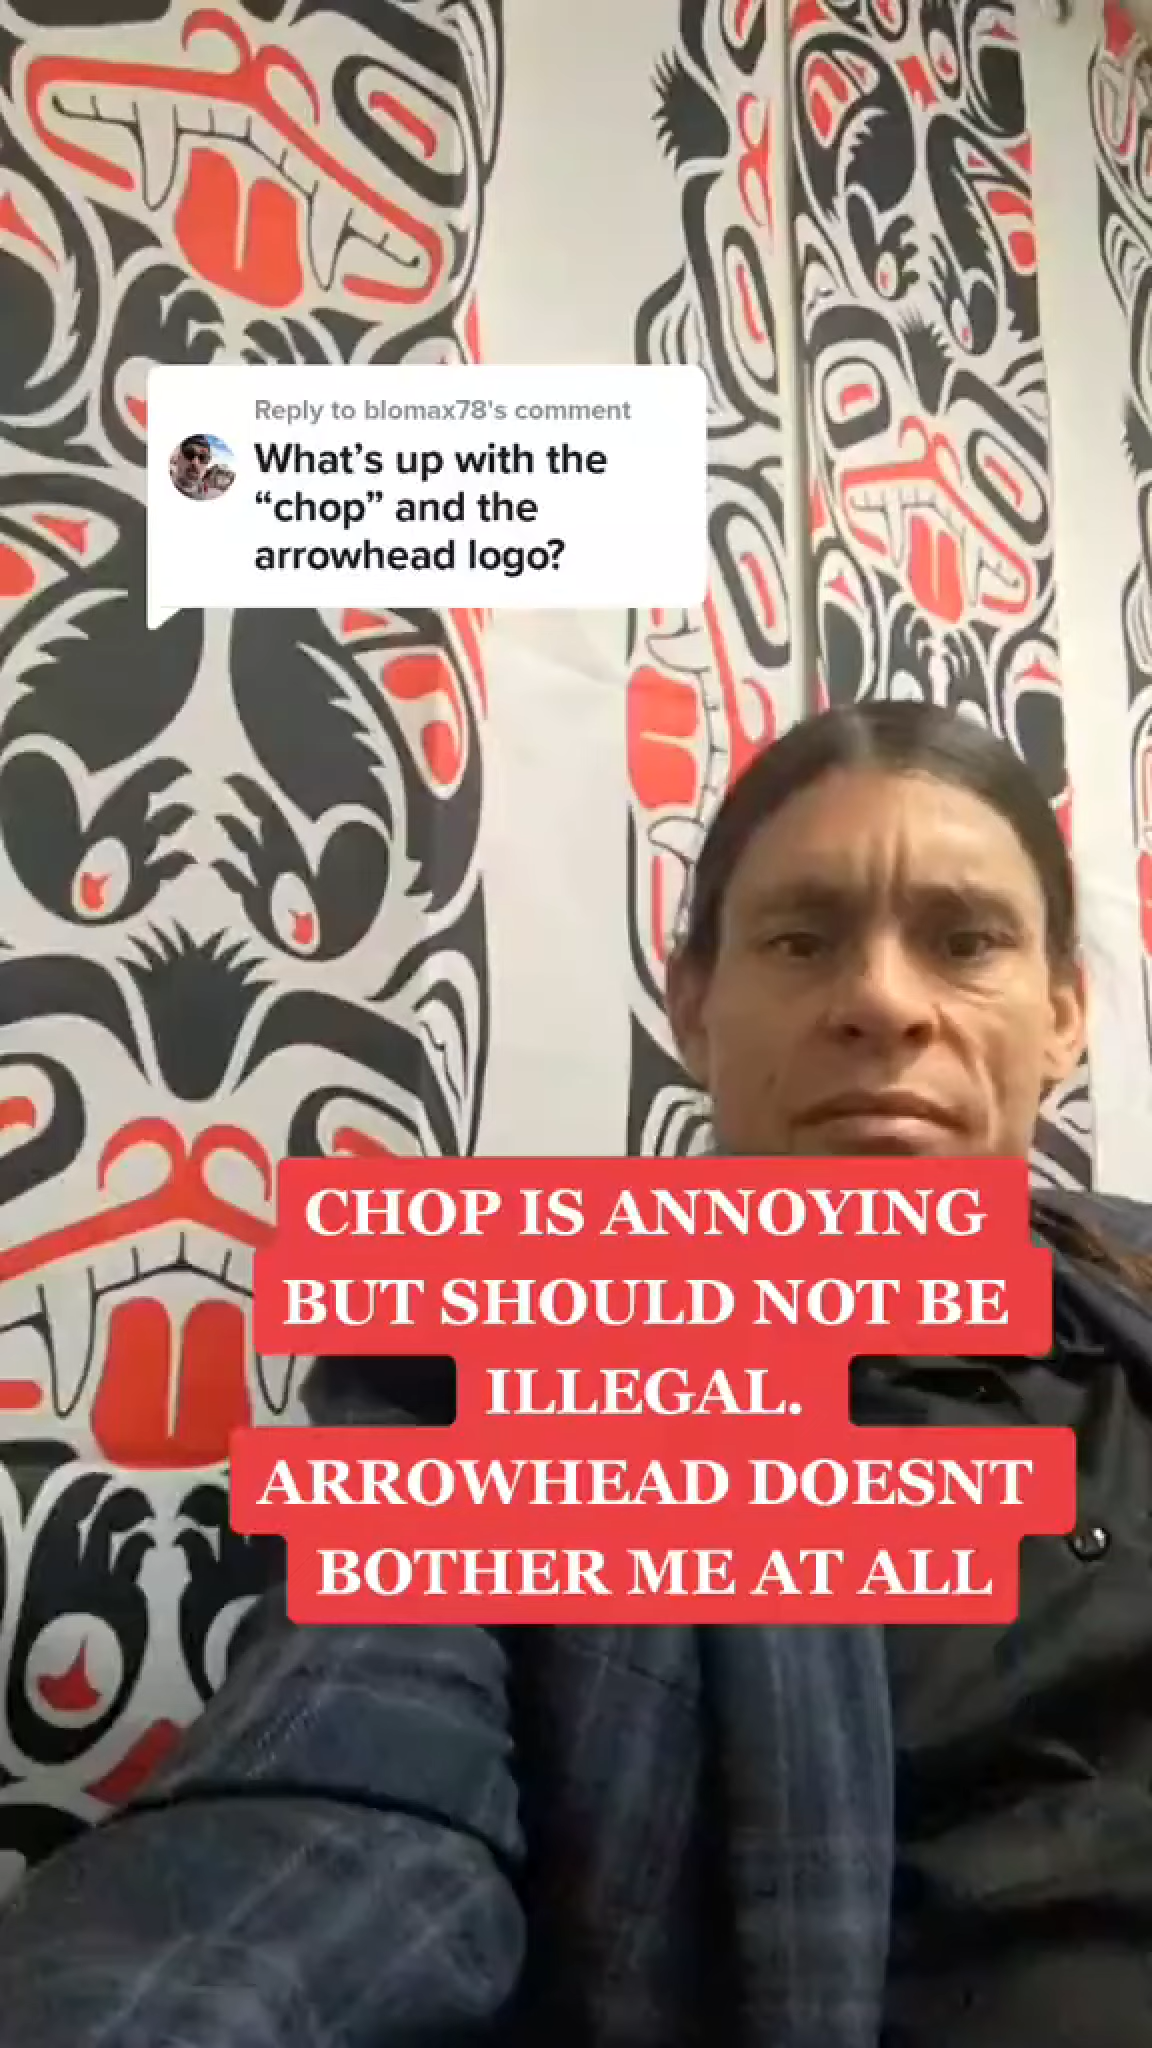 Reply to blomax78's comment
What’s up with the
“chop” and the
arrowhead logo?
CHOP IS ANNOYING
BUT SHOULD NOT BE
ILLEGAL.
ARROWHEAD DOESNT
BOTHER ME AT ALL